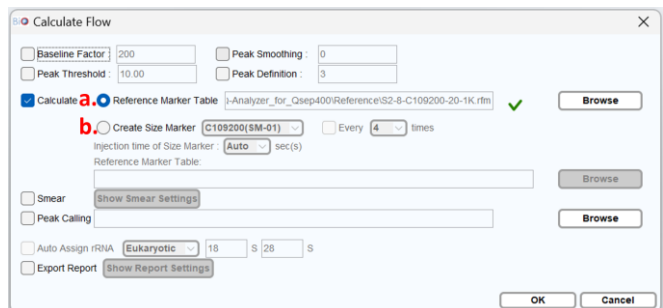 BiO Calculate Flow
Baseline Factor : 200 Peak Smoothing : 0
Peak Threshold : 10.00 Peak Definition : 3
Calculate a. Reference Marker Table )-Analyzer_for_Qsep400\Reference\S2-8-C109200-20-1K.rfm Browse
b. Create Size Marker C109200(SM-01) Every 4 times
Injection time of Size Marker : Auto sec(s)
Reference Marker Table:
Browse
Smear Show Smear Settings
Peak Calling Browse
Auto Assign rRNA Eukaryotic 18 S 28 S
Export Report Show Report Settings
OK Cancel